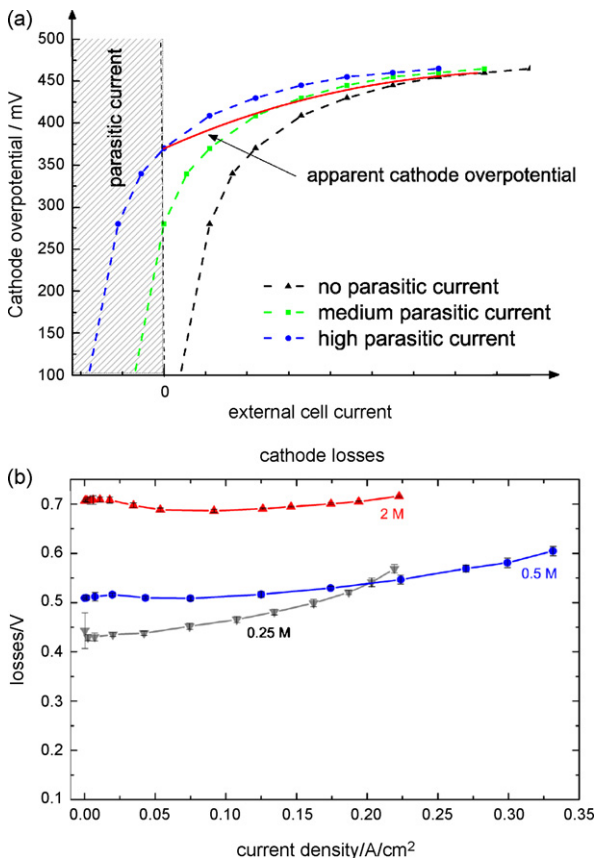 (a)
500
450
400
350
300
250
200
150
100
Cathode overpotential / mV
parasitic current
apparent cathode overpotential
no parasitic current
medium parasitic current
high parasitic current
0
external cell current
(b)
cathode losses
0.7
0.6
0.5
0.4
0.3
0.2
0.1
losses/V
2 M
0.5 M
0.25 M
0.00
0.05
0.10
0.15
0.20
0.25
0.30
0.35
current density/A/cm²